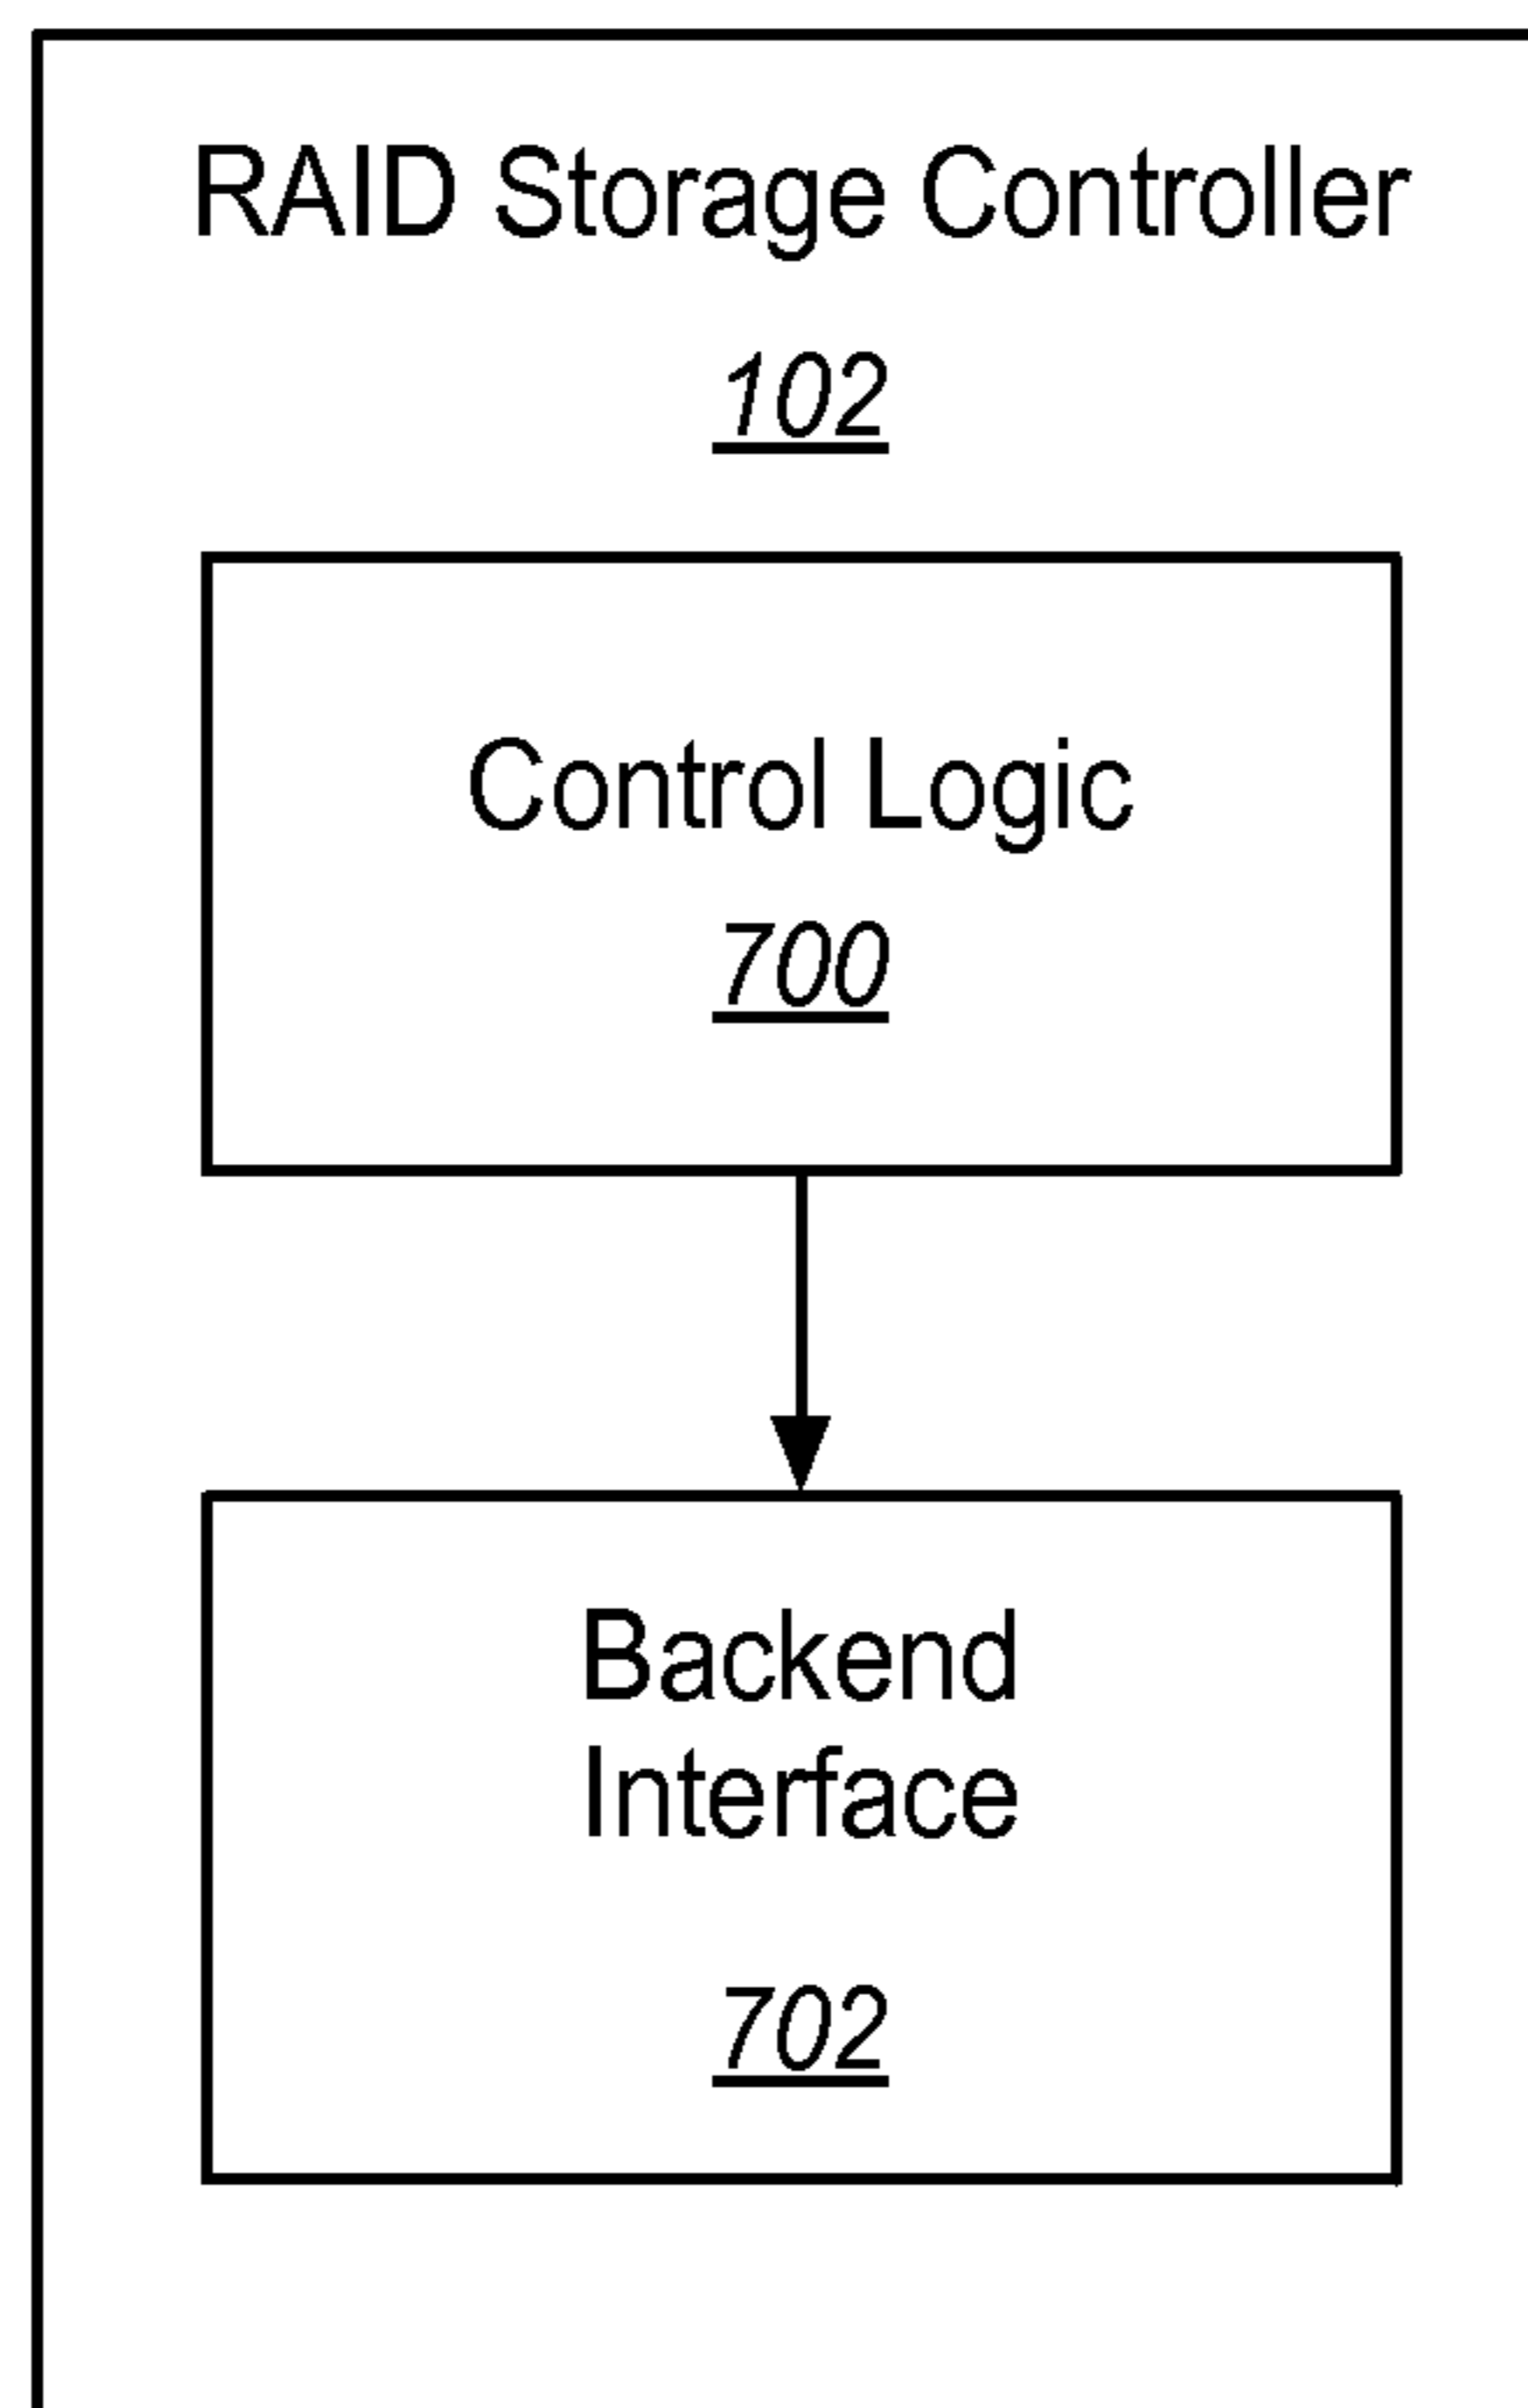 RAID Storage Controller
102
Control Logic
700
Backend
Interface
702